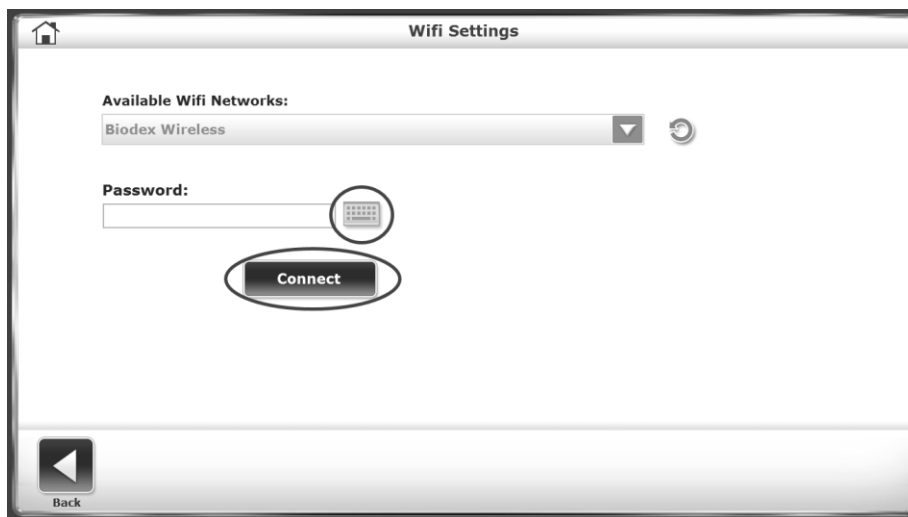 Wifi Settings
Available Wifi Networks:
Biodex Wireless
Password:
Connect
Back